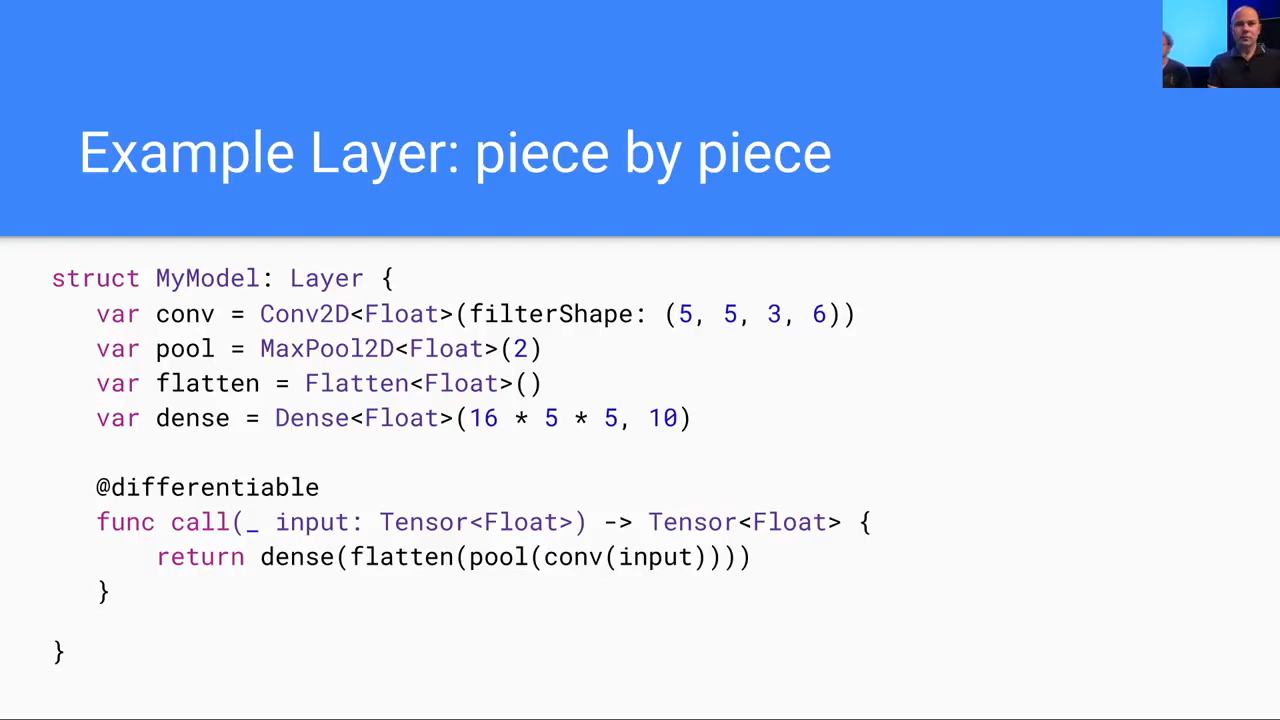 Example Layer: piece by piece
struct MyModel: Layer {
var conv = Conv2D<Float>(filterShape: (5, 5, 3, 6))
var pool = MaxPool2D<Float>(2)
var flatten = Flatten<Float>()
var dense = Dense<Float>(16 * 5 * 5, 10)
@differentiable
func call(_ input: Tensor<Float>) -> Tensor<Float> {
return dense(flatten(pool(conv(input))))
}
}